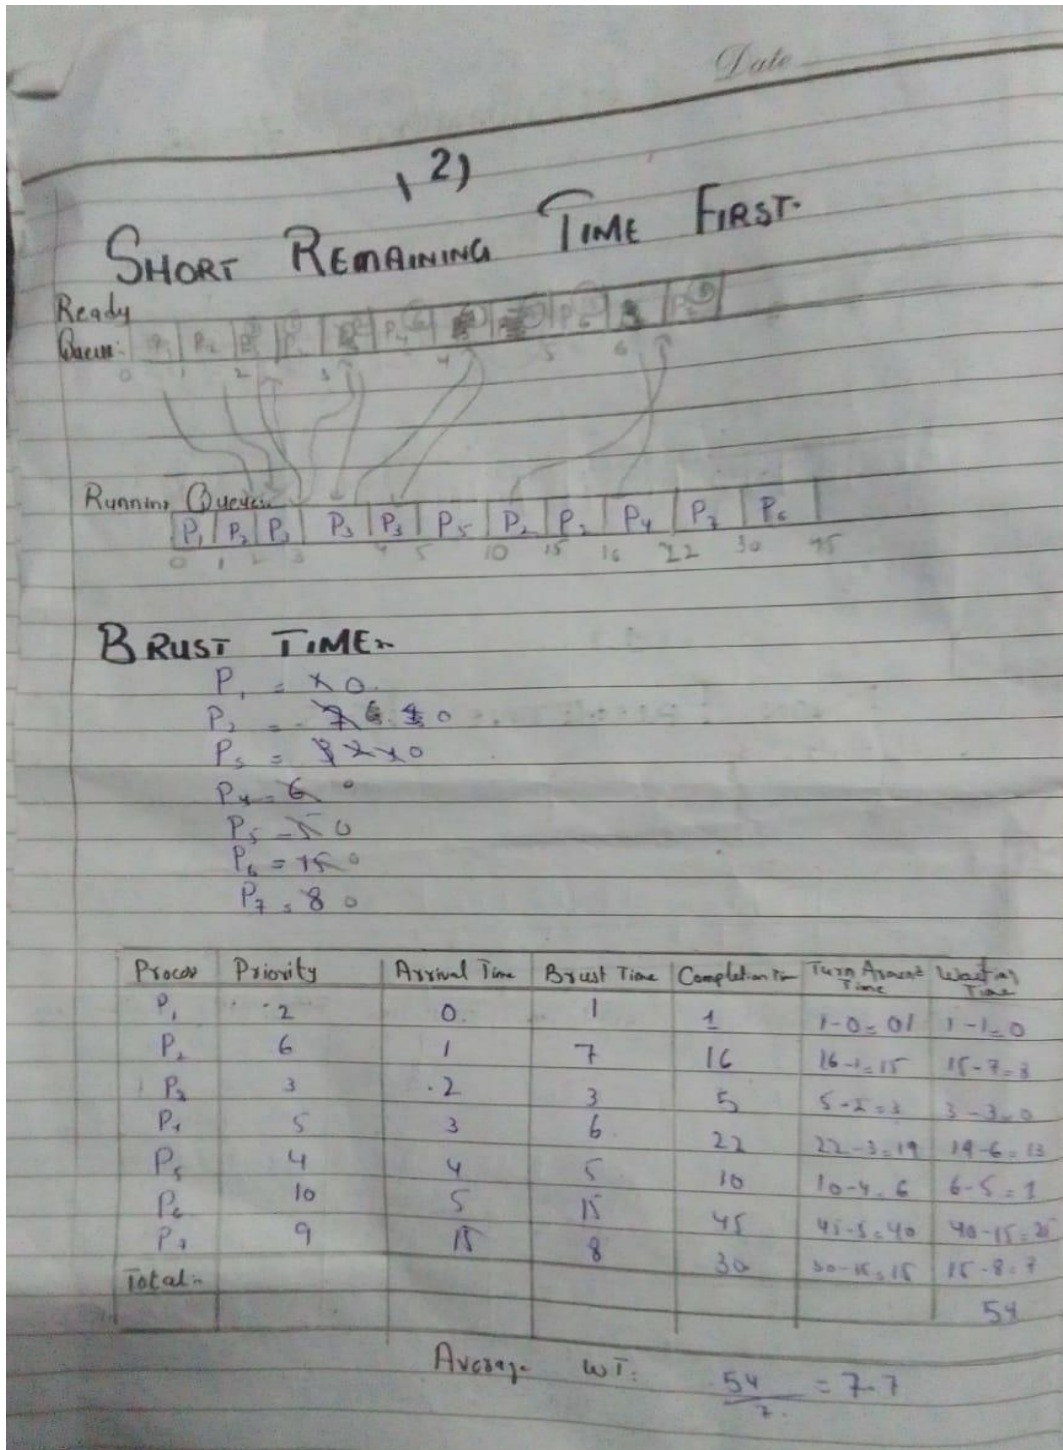 Date
1 2)
SHORT REMAINING TIME FIRST.
Ready
Queue:
0 1 2 3 4 5 6
Running Queue:
P1 P2 P3 P3 P3 P5 P2 P2 P4 P7 P6
0 1 2 3 4 5 10 15 16 22 30 45
BRUST TIME:-
P1 = 0
P2 = 7 6 1 0
P3 = 3 2 1 0
P4 = 6 0
P5 = 5 0
P6 = 15 0
P7 = 8 0
Process Priority Arrival Time Brust Time Completion Time Turn Around Time Waiting Time
P1 2 0 1 1 1-0=01 1-1=0
P2 6 1 7 16 16-1=15 15-7=8
P3 3 2 3 5 5-2=3 3-3=0
P4 5 3 6 22 22-3=19 19-6=13
P5 4 4 5 10 10-4=6 6-5=1
P6 10 5 15 45 45-5=40 40-15=25
P7 9 15 8 30 30-15=15 15-8=7
Total:-
54
Average WT: 54/7 = 7.7